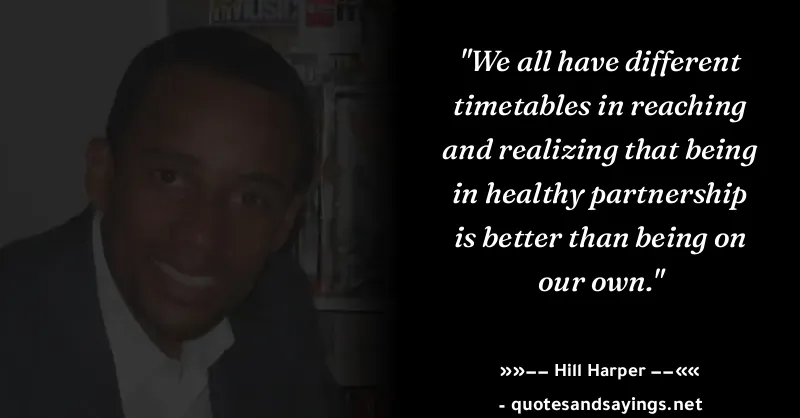 MUSIC
"We all have different
timetables in reaching
and realizing that being
in healthy partnership
is better than being on
our own."
»»–– Hill Harper ––««
- quotesandsayings.net